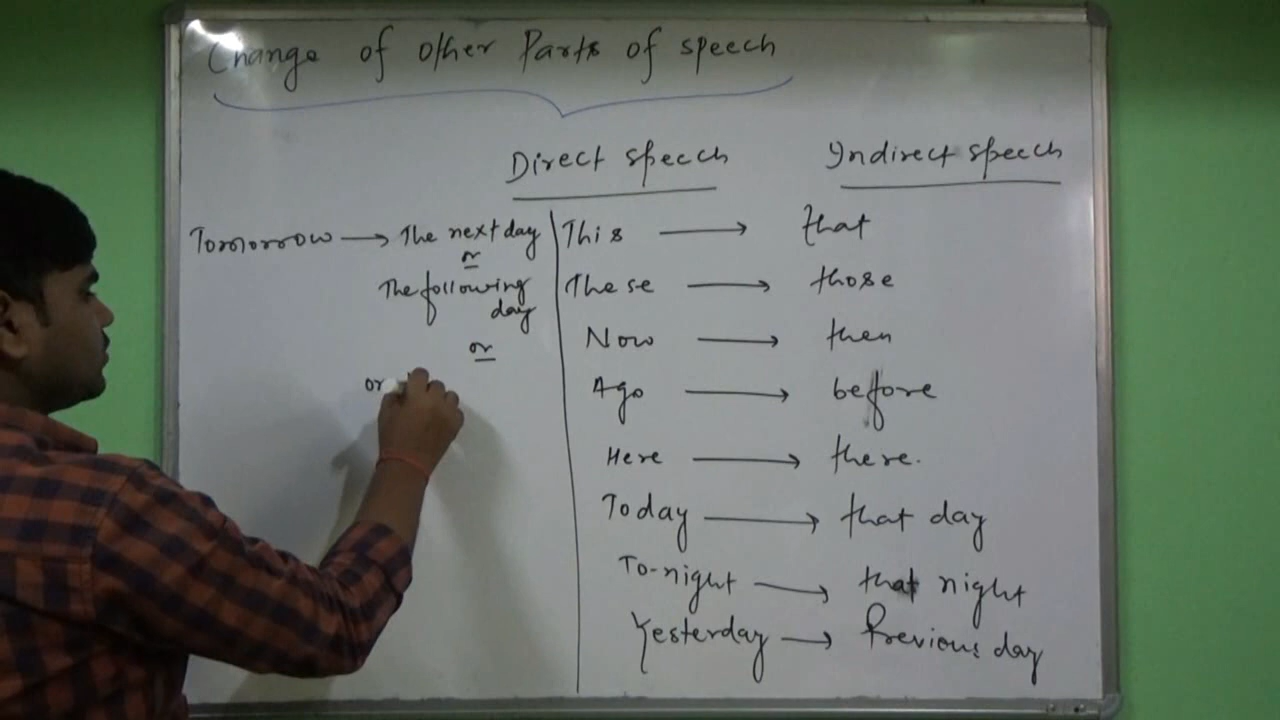 Change of other Parts of speech
Direct speech Indirect speech
Tomorrow → The next day
or
The following
day
or
or
This → that
These → those
Now → then
Ago → before
Here → there.
Today → that day
To-night → that night
Yesterday → Previous day